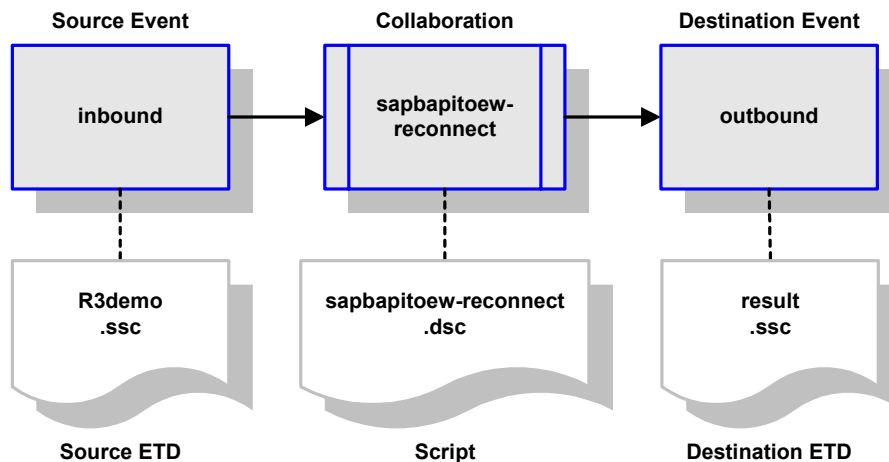 Source Event
Collaboration
Destination Event
inbound
sapbapitoew-
reconnect
outbound
R3demo
.ssc
sapbapitoew-reconnect
.dsc
result
.ssc
Source ETD
Script
Destination ETD